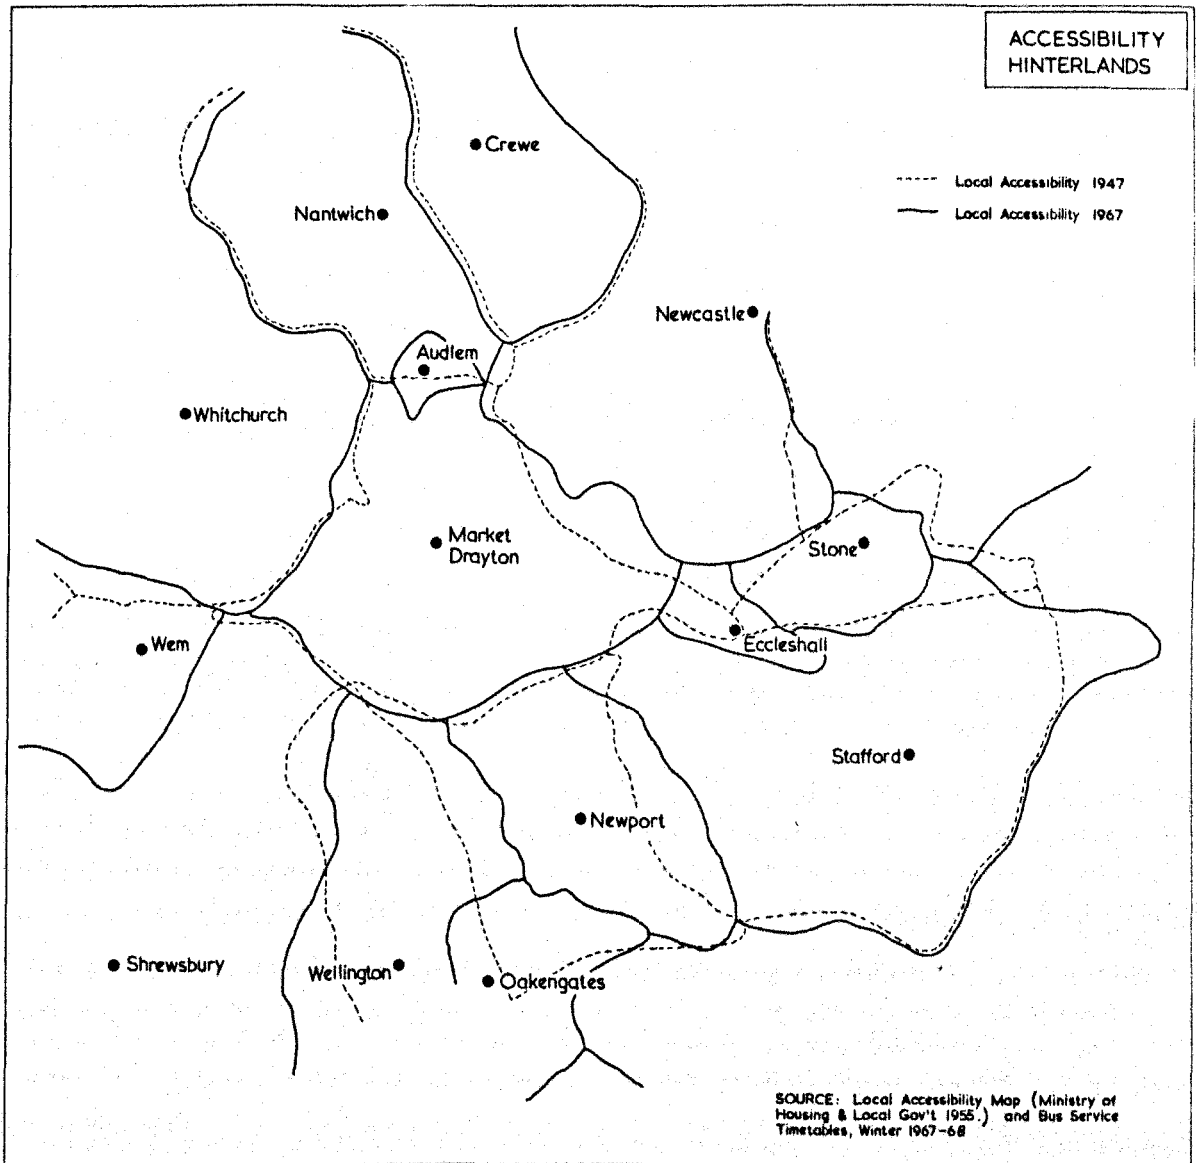 ACCESSIBILITY
HINTERLANDS
Crewe
Local Accessibility 1947
Nantwich
Local Accessibility 1967
Newcastle
Audlem
Whitchurch
Market
Drayton
Stone
Wem
Eccleshall
Stafford
Newport
Shrewsbury
Wellington
Oakengates
SOURCE: Local Accessibility Map (Ministry of
Housing & Local Gov't 1955.) and Bus Service
Timetables, Winter 1967-68